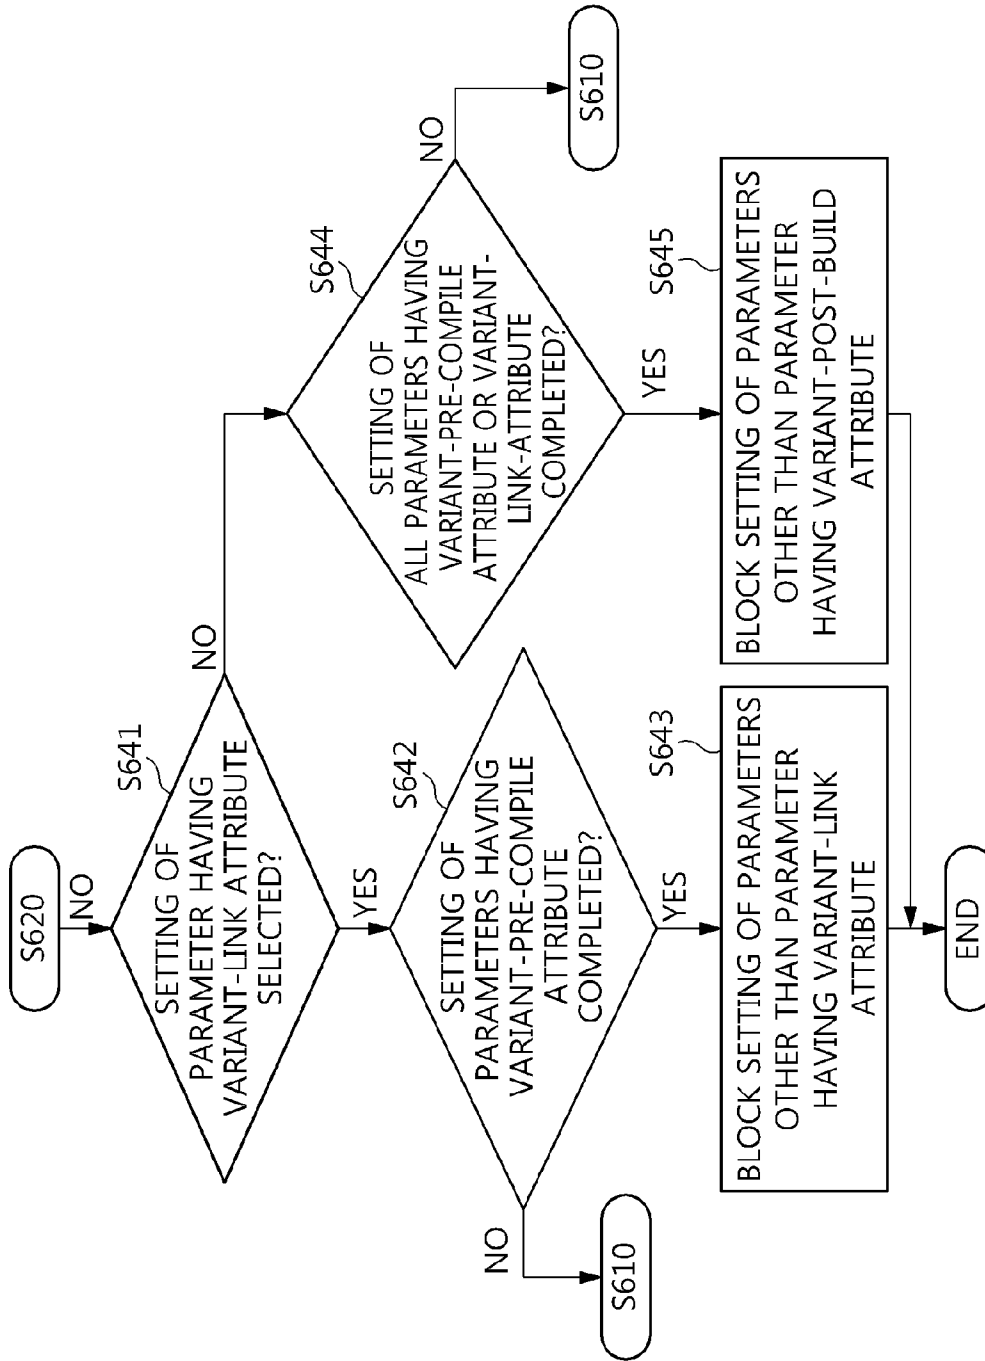 S620
NO
S641
SETTING OF
PARAMETER HAVING
VARIANT-LINK ATTRIBUTE
SELECTED?
NO
YES
S642
SETTING OF
PARAMETERS HAVING
VARIANT-PRE-COMPILE
ATTRIBUTE
COMPLETED?
NO
S610
YES
S643
BLOCK SETTING OF PARAMETERS
OTHER THAN PARAMETER
HAVING VARIANT-LINK
ATTRIBUTE
S644
SETTING OF
ALL PARAMETERS HAVING
VARIANT-PRE-COMPILE
ATTRIBUTE OR VARIANT-
LINK-ATTRIBUTE
COMPLETED?
NO
S610
YES
S645
BLOCK SETTING OF PARAMETERS
OTHER THAN PARAMETER
HAVING VARIANT-POST-BUILD
ATTRIBUTE
END